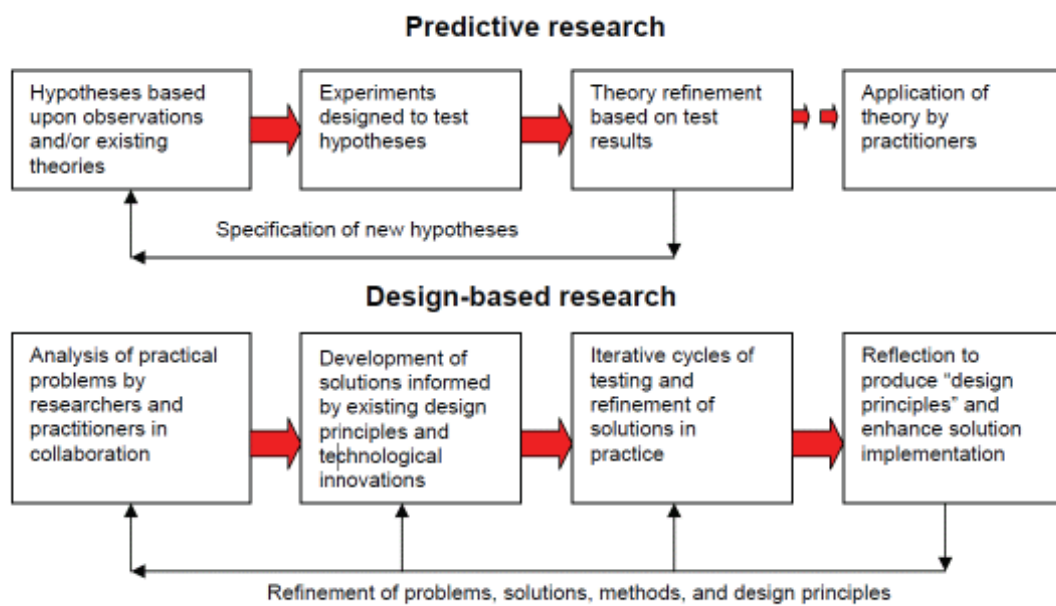 Predictive research
Hypotheses based
upon observations
and/or existing
theories
Experiments
designed to test
hypotheses
Theory refinement
based on test
results
Application of
theory by
practitioners
Specification of new hypotheses
Design-based research
Analysis of practical
problems by
researchers and
practitioners in
collaboration
Development of
solutions informed
by existing design
principles and
technological
innovations
Iterative cycles of
testing and
refinement of
solutions in
practice
Reflection to
produce “design
principles” and
enhance solution
implementation
Refinement of problems, solutions, methods, and design principles